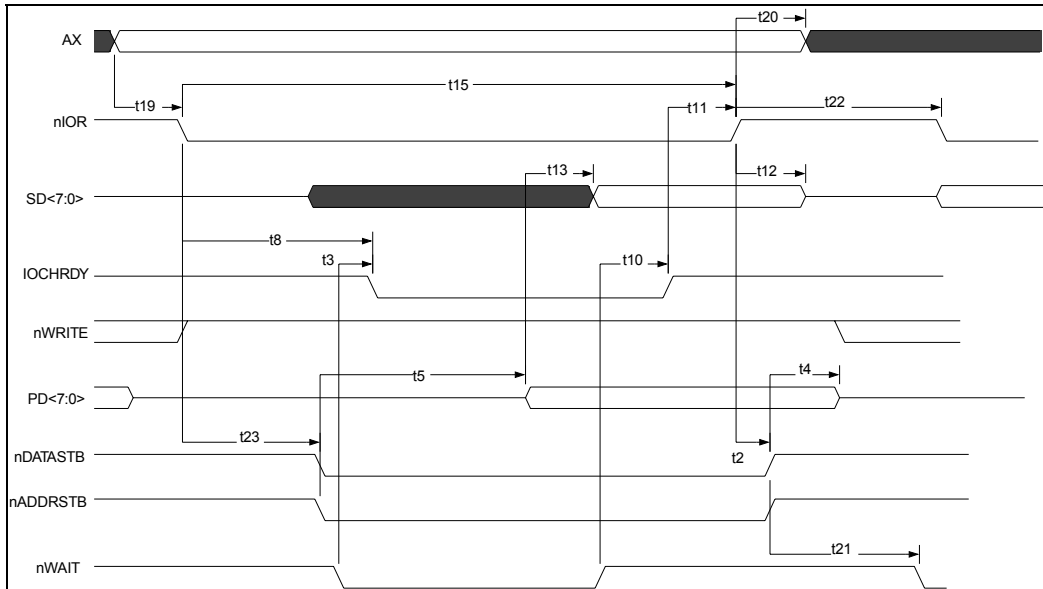 t20
AX
t15
t19
t11
t22
nIOR
t13
t12
SD<7:0>
t8
t3
t10
IOCHRDY
nWRITE
t5
t4
PD<7:0>
t23
t2
nDATASTB
nADDRSTB
t21
nWAIT